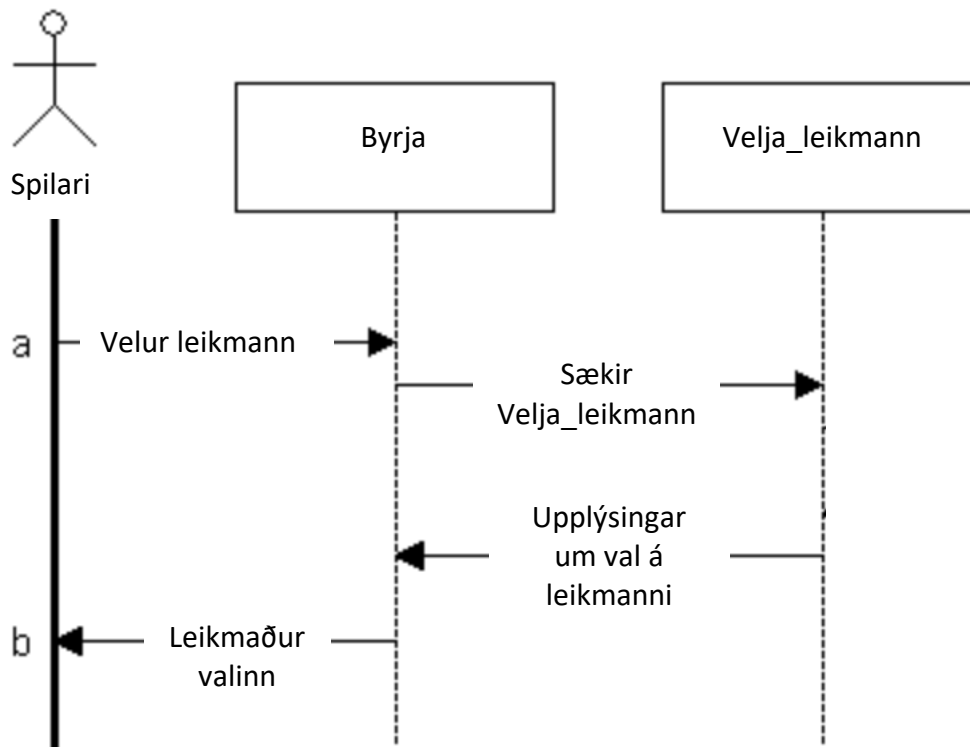 Byrja
Velja_leikmann
Spilari
a
Velur leikmann
Sækir
Velja_leikmann
Upplýsingar
um val á
leikmanni
b
Leikmaður
valinn